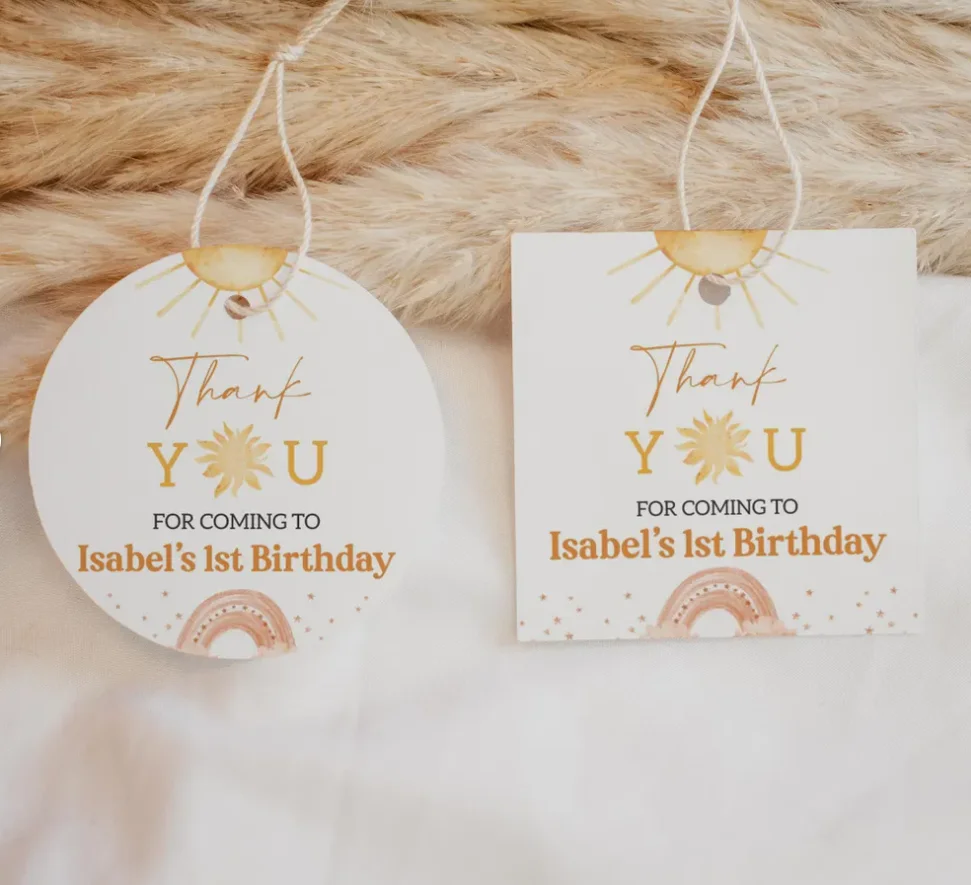 Thank
Y U
FOR COMING TO
Isabel's 1st Birthday
Thank
Y U
FOR COMING TO
Isabel's 1st Birthday